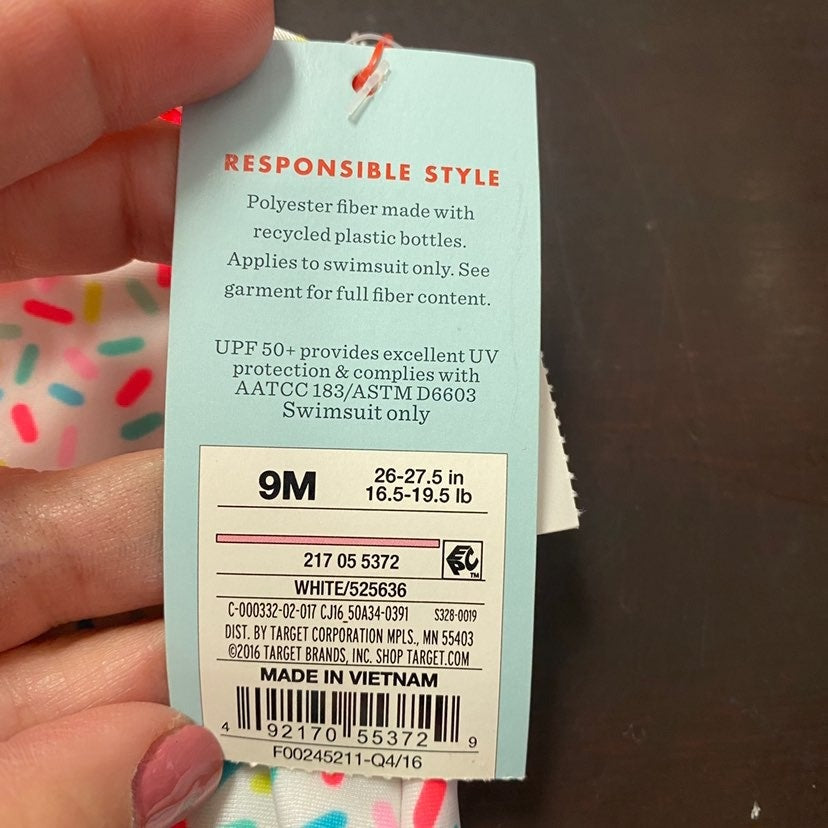 RESPONSIBLE STYLE
Polyester fiber made with
recycled plastic bottles.
Applies to swimsuit only. See
garment for full fiber content.
UPF 50+ provides excellent UV
protection & complies with
AATCC 183/ASTM D6603
Swimsuit only
9M
26-27.5 in
16.5-19.5 lb
217 05 5372
EPC TM
WHITE/525636
C-000332-02-017 CJ16_50A34-0391 S328-0019
DIST. BY TARGET CORPORATION MPLS., MN 55403
©2016 TARGET BRANDS, INC. SHOP TARGET.COM
MADE IN VIETNAM
4 92170 55372 9
F00245211-Q4/16